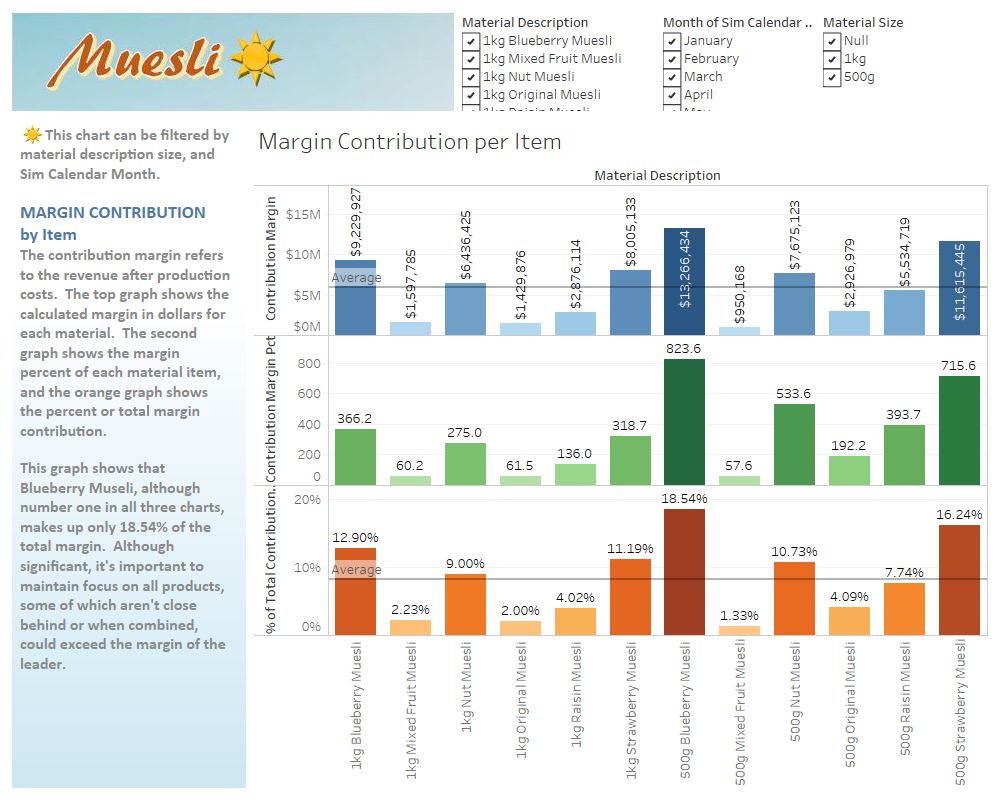 Muesli
Material Description
1kg Blueberry Muesli
1kg Mixed Fruit Muesli
1kg Nut Muesli
1kg Original Muesli
1kg Raisin Muesli
Month of Sim Calendar ..
January
February
March
April
May
Material Size
Null
1kg
500g
This chart can be filtered by
material description size, and
Sim Calendar Month.
MARGIN CONTRIBUTION
by Item
The contribution margin refers
to the revenue after production
costs.  The top graph shows the
calculated margin in dollars for
each material.  The second
graph shows the margin
percent of each material item,
and the orange graph shows
the percent or total margin
contribution.
This graph shows that
Blueberry Museli, although
number one in all three charts,
makes up only 18.54% of the
total margin.  Although
significant, it's important to
maintain focus on all products,
some of which aren't close
behind or when combined,
could exceed the margin of the
leader.
Margin Contribution per Item
Material Description
Contribution Margin
$15M
$10M
$5M
$0M
Average
$9,229,927
$1,597,785
$6,436,425
$1,429,876
$2,876,114
$8,005,133
$13,266,434
$950,168
$7,675,123
$2,926,979
$5,534,719
$11,615,445
Contribution Margin Pct
800
600
400
200
0
366.2
60.2
275.0
61.5
136.0
318.7
823.6
57.6
533.6
192.2
393.7
715.6
% of Total Contribution..
20%
10%
0%
Average
12.90%
2.23%
9.00%
2.00%
4.02%
11.19%
18.54%
1.33%
10.73%
4.09%
7.74%
16.24%
1kg Blueberry Muesli
1kg Mixed Fruit Muesli
1kg Nut Muesli
1kg Original Muesli
1kg Raisin Muesli
1kg Strawberry Muesli
500g Blueberry Muesli
500g Mixed Fruit Muesli
500g Nut Muesli
500g Original Muesli
500g Raisin Muesli
500g Strawberry Muesli